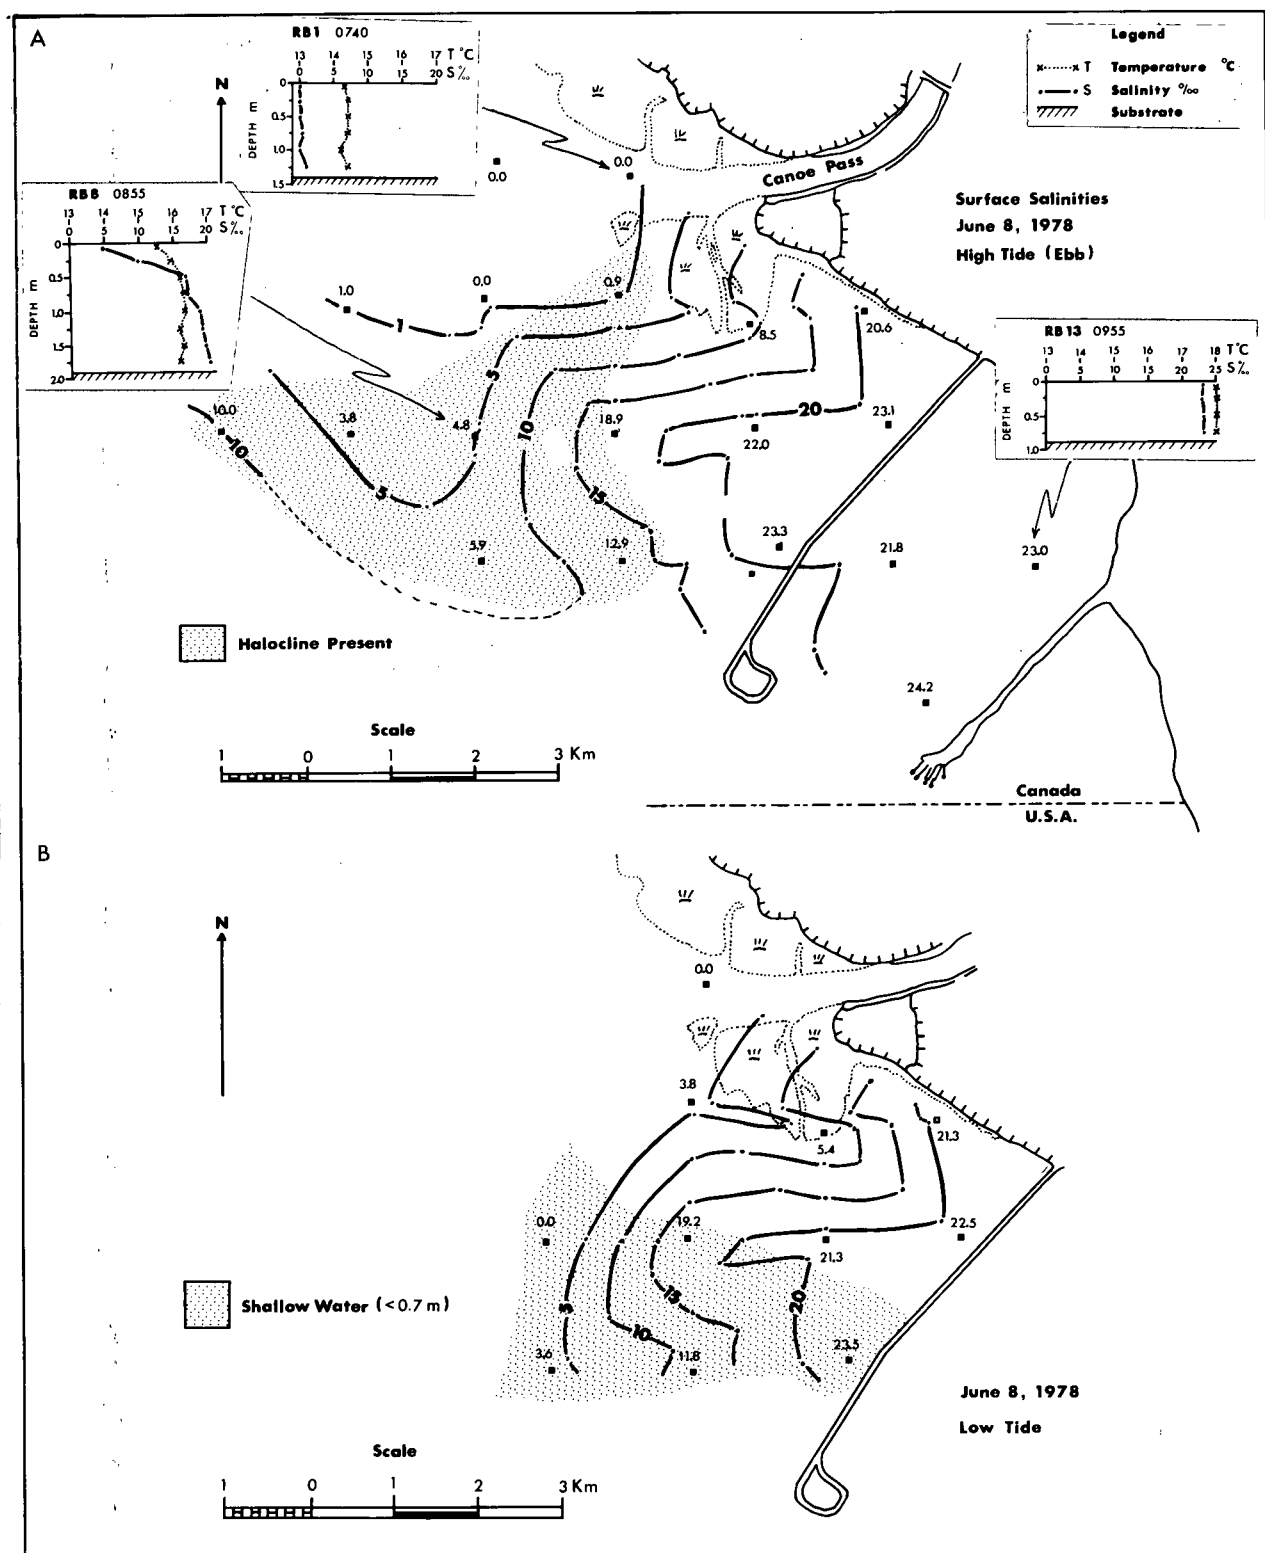 A
RB1 0740
13 14 15 16 17 T °C
0 5 10 15 20 S‰
DEPTH m
0
0.5
1.0
1.5
N
RB8 0855
13 14 15 16 17 T °C
0 5 10 15 20 S‰
DEPTH m
0
0.5
1.0
1.5
2.0
Legend
x········x T Temperature °C
S Salinity ‰
Substrate
Canoe Pass
Surface Salinities
June 8, 1978
High Tide (Ebb)
RB13 0955
13 14 15 16 17 18 T°C
0 5 10 15 20 25 S‰
DEPTH m
0
0.5
1.0
0.0
0.0
1.0
0.0
0.9
1
8.5
20.6
5
10.0
3.8
4.8
10
18.9
20
22.0
23.1
10
5
15
5.9
12.9
23.3
21.8
23.0
24.2
Halocline Present
Scale
1 0 1 2 3 Km
Canada
U.S.A.
B
N
0.0
3.8
5.4
21.3
0.0
19.2
21.3
22.5
5
10
15
20
3.6
11.8
23.5
Shallow Water (<0.7 m)
June 8, 1978
Low Tide
Scale
1 0 1 2 3 Km